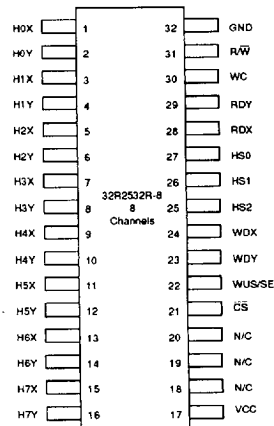 H0X 1 32 GND
H0Y 2 31 R/W̅
H1X 3 30 WC
H1Y 4 29 RDY
H2X 5 28 RDX
H2Y 6 27 HS0
H3X 7 26 HS1
32R2532R-8
H3Y 8 8 25 HS2
Channels
H4X 9 24 WDX
H4Y 10 23 WDY
H5X 11 22 WUS/SE
H5Y 12 21 C̅S̅
H6X 13 20 N/C
H6Y 14 19 N/C
H7X 15 18 N/C
H7Y 16 17 VCC